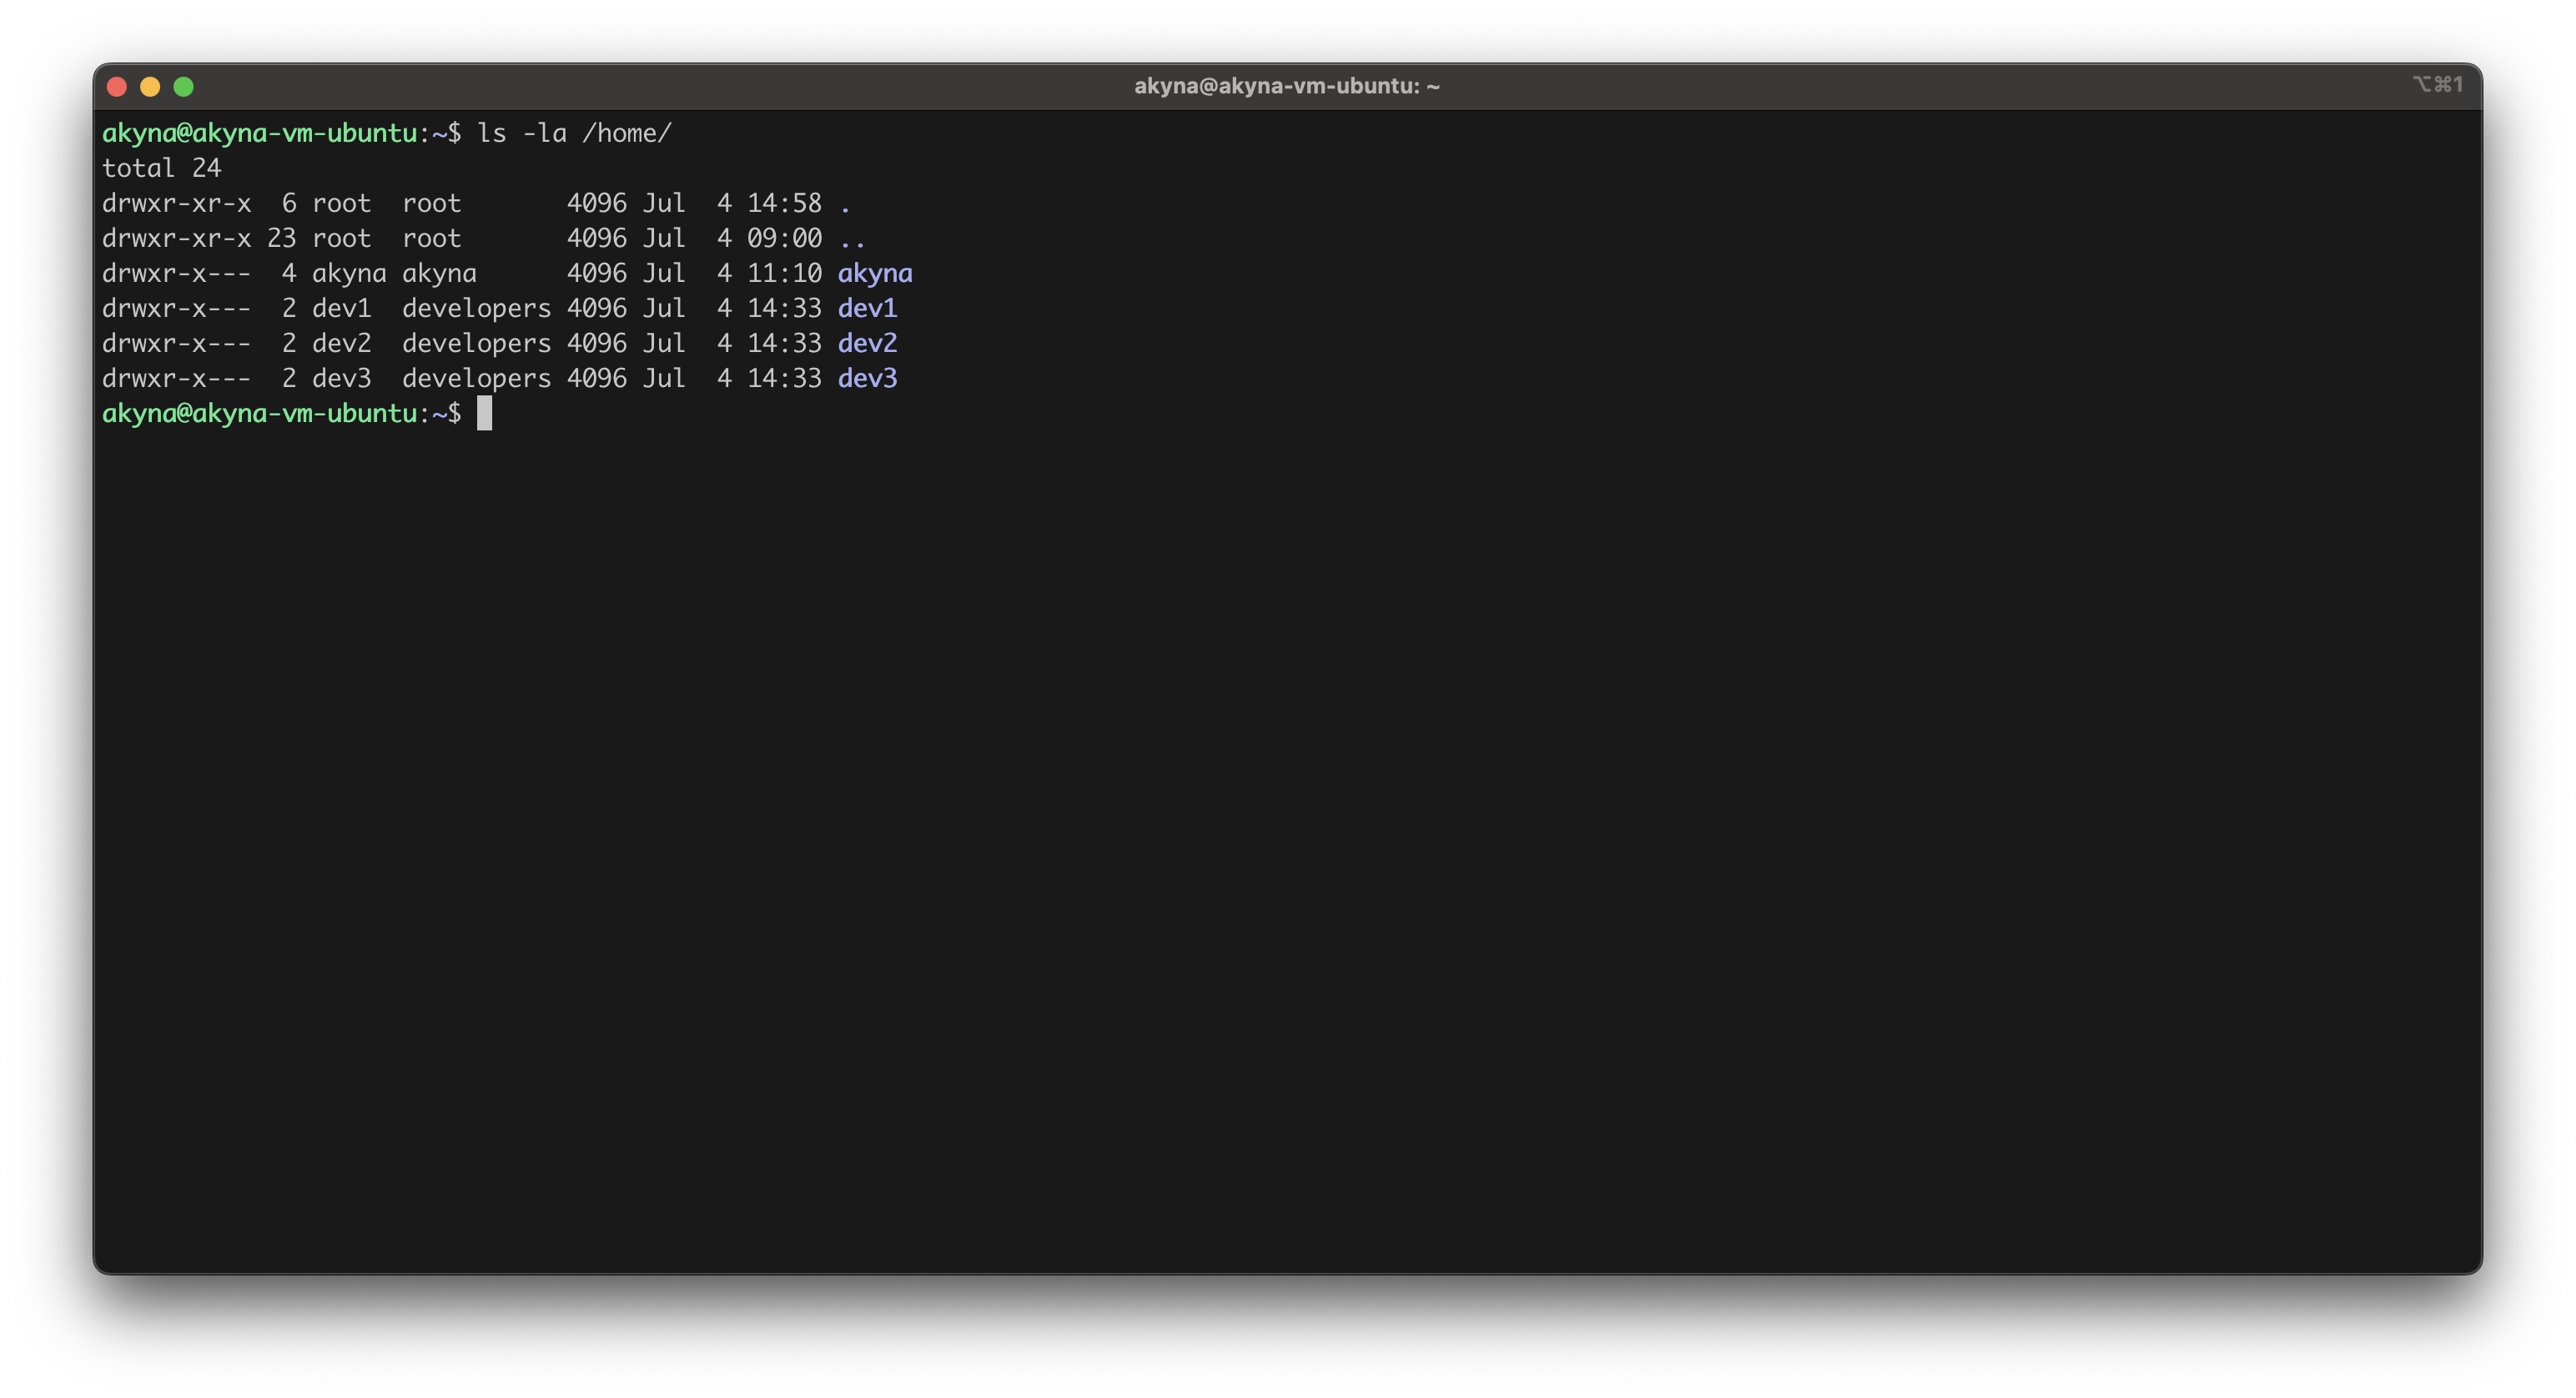 akyna@akyna-vm-ubuntu: ~
⌥⌘1
akyna@akyna-vm-ubuntu:~$ ls -la /home/
total 24
drwxr-xr-x  6 root  root       4096 Jul  4 14:58 .
drwxr-xr-x 23 root  root       4096 Jul  4 09:00 ..
drwxr-x---  4 akyna akyna      4096 Jul  4 11:10 akyna
drwxr-x---  2 dev1  developers 4096 Jul  4 14:33 dev1
drwxr-x---  2 dev2  developers 4096 Jul  4 14:33 dev2
drwxr-x---  2 dev3  developers 4096 Jul  4 14:33 dev3
akyna@akyna-vm-ubuntu:~$